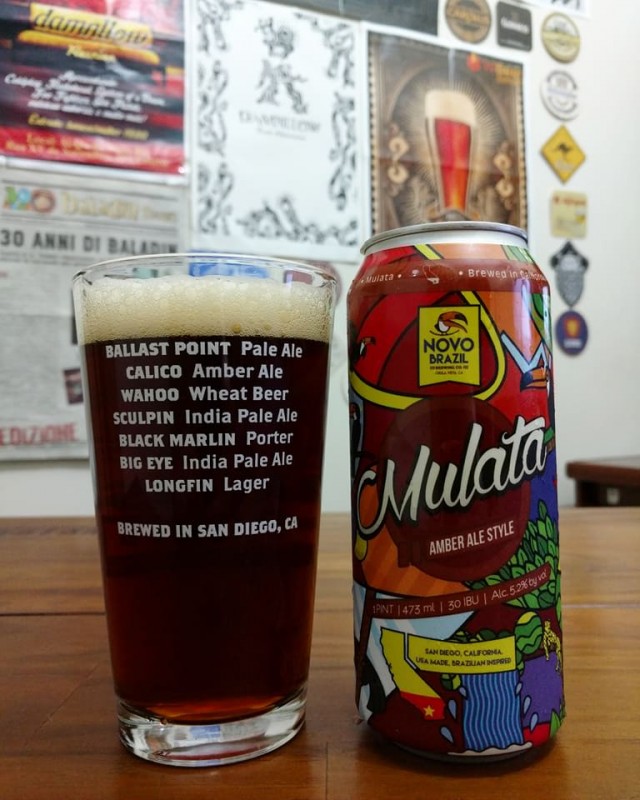 damnllow
30 ANNI DI BALADIN
EDIZIONE
BALLAST POINT Pale Ale
CALICO Amber Ale
WAHOO Wheat Beer
SCULPIN India Pale Ale
BLACK MARLIN Porter
BIG EYE India Pale Ale
LONGFIN Lager
BREWED IN SAN DIEGO, CA
Mulata •
• Brewed in
NOVO
BRAZIL
Mulata
AMBER ALE STYLE
1 PINT | 473 ml | 30 IBU | Alc. 5.2% by vol
SAN DIEGO, CALIFORNIA.
USA MADE, BRAZILIAN INSPIRED